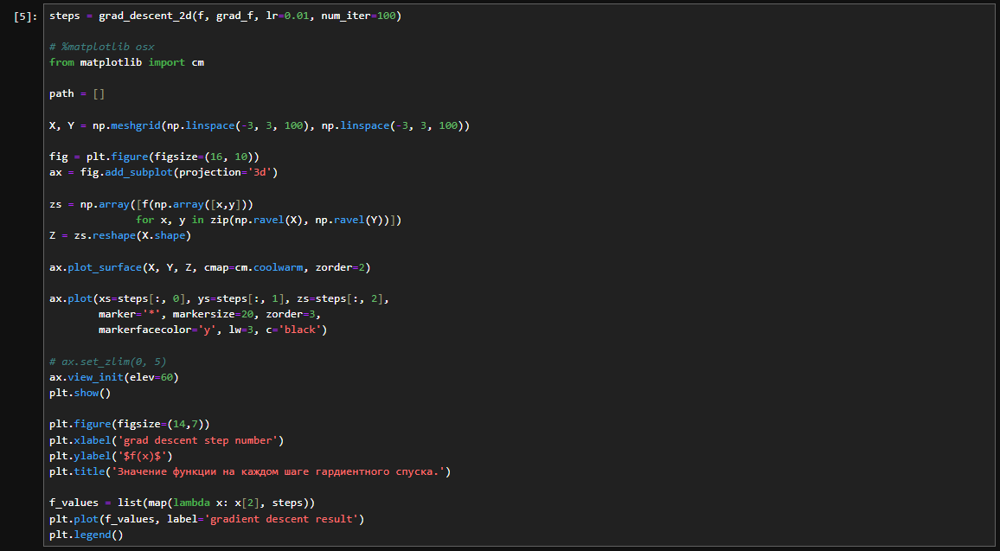 [5]: steps = grad_descent_2d(f, grad_f, lr=0.01, num_iter=100)
# %matplotlib osx
from matplotlib import cm
path = []
X, Y = np.meshgrid(np.linspace(-3, 3, 100), np.linspace(-3, 3, 100))
fig = plt.figure(figsize=(16, 10))
ax = fig.add_subplot(projection='3d')
zs = np.array([f(np.array([x,y]))
              for x, y in zip(np.ravel(X), np.ravel(Y))])
Z = zs.reshape(X.shape)
ax.plot_surface(X, Y, Z, cmap=cm.coolwarm, zorder=2)
ax.plot(xs=steps[:, 0], ys=steps[:, 1], zs=steps[:, 2],
        marker='*', markersize=20, zorder=3,
        markerfacecolor='y', lw=3, c='black')
# ax.set_zlim(0, 5)
ax.view_init(elev=60)
plt.show()
plt.figure(figsize=(14,7))
plt.xlabel('grad descent step number')
plt.ylabel('$f(x)$')
plt.title('Значение функции на каждом шаге гардиентного спуска.')
f_values = list(map(lambda x: x[2], steps))
plt.plot(f_values, label='gradient descent result')
plt.legend()